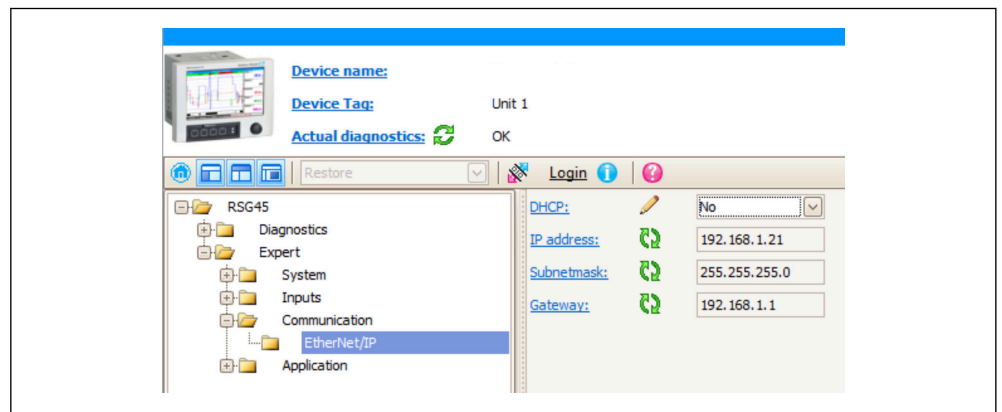 Device name:
Device Tag: Unit 1
Actual diagnostics: OK
Restore Login
RSG45
Diagnostics
Expert
System
Inputs
Communication
EtherNet/IP
Application
DHCP: No
IP address: 192.168.1.21
Subnetmask: 255.255.255.0
Gateway: 192.168.1.1